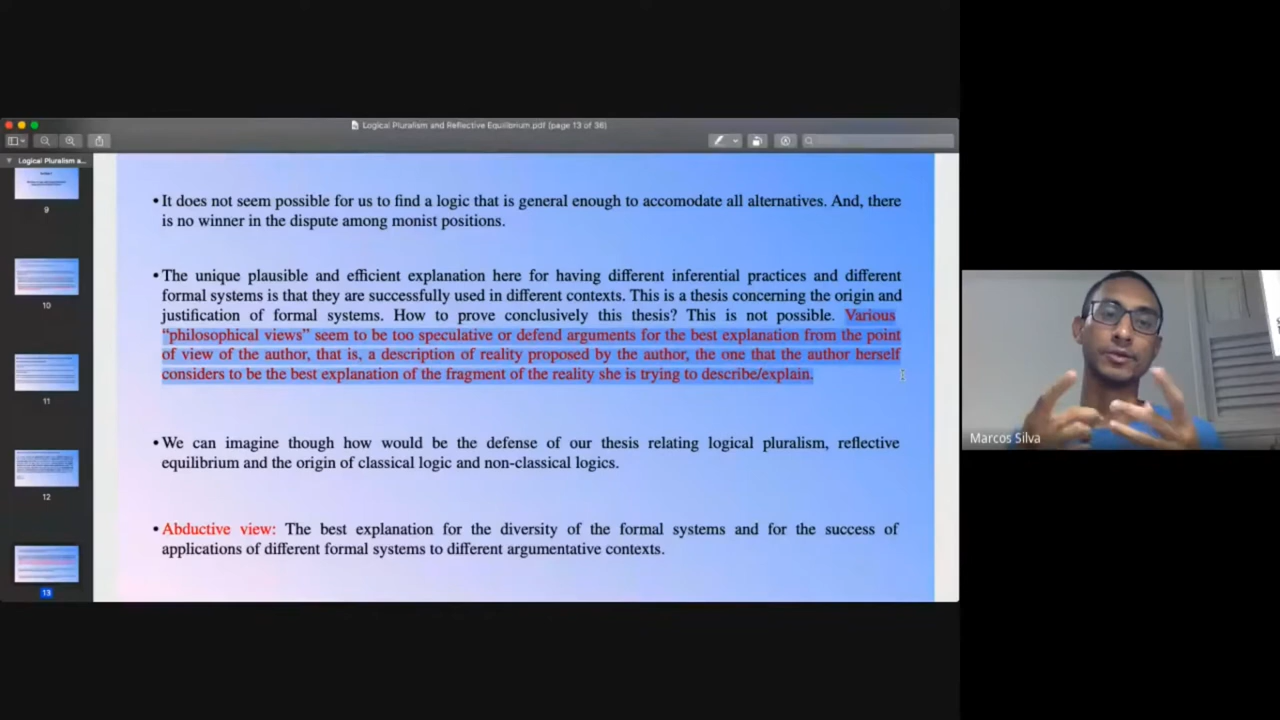 Logical Pluralism and Reflective Equilibrium.pdf (page 13 of 36)
Logical Pluralism a...
9
10
11
12
13
•It does not seem possible for us to find a logic that is general enough to accomodate all alternatives. And, there
is no winner in the dispute among monist positions.
•The unique plausible and efficient explanation here for having different inferential practices and different
formal systems is that they are successfully used in different contexts. This is a thesis concerning the origin and
justification of formal systems. How to prove conclusively this thesis? This is not possible. Various
“philosophical views” seem to be too speculative or defend arguments for the best explanation from the point
of view of the author, that is, a description of reality proposed by the author, the one that the author herself
considers to be the best explanation of the fragment of the reality she is trying to describe/explain.
•We can imagine though how would be the defense of our thesis relating logical pluralism, reflective
equilibrium and the origin of classical logic and non-classical logics.
•Abductive view: The best explanation for the diversity of the formal systems and for the success of
applications of different formal systems to different argumentative contexts.
Marcos Silva